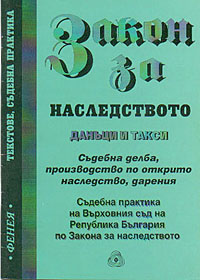 Закон
за
НАСЛЕДСТВОТО
ДАНЪЦИ И ТАКСИ
Съдебна делба,
производство по открито
наследство, дарения
Съдебна практика
на Върховния съд на
Република България
по Закона за наследството
• ФЕНЕЯ • ТЕКСТОВЕ, СЪДЕБНА ПРАКТИКА